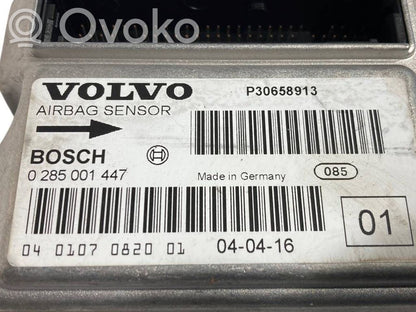 OVOKO
VOLVO
P30658913
AIRBAG SENSOR
BOSCH
0 285 001 447
Made in Germany
085
01
04 0107 0820 01
04-04-16